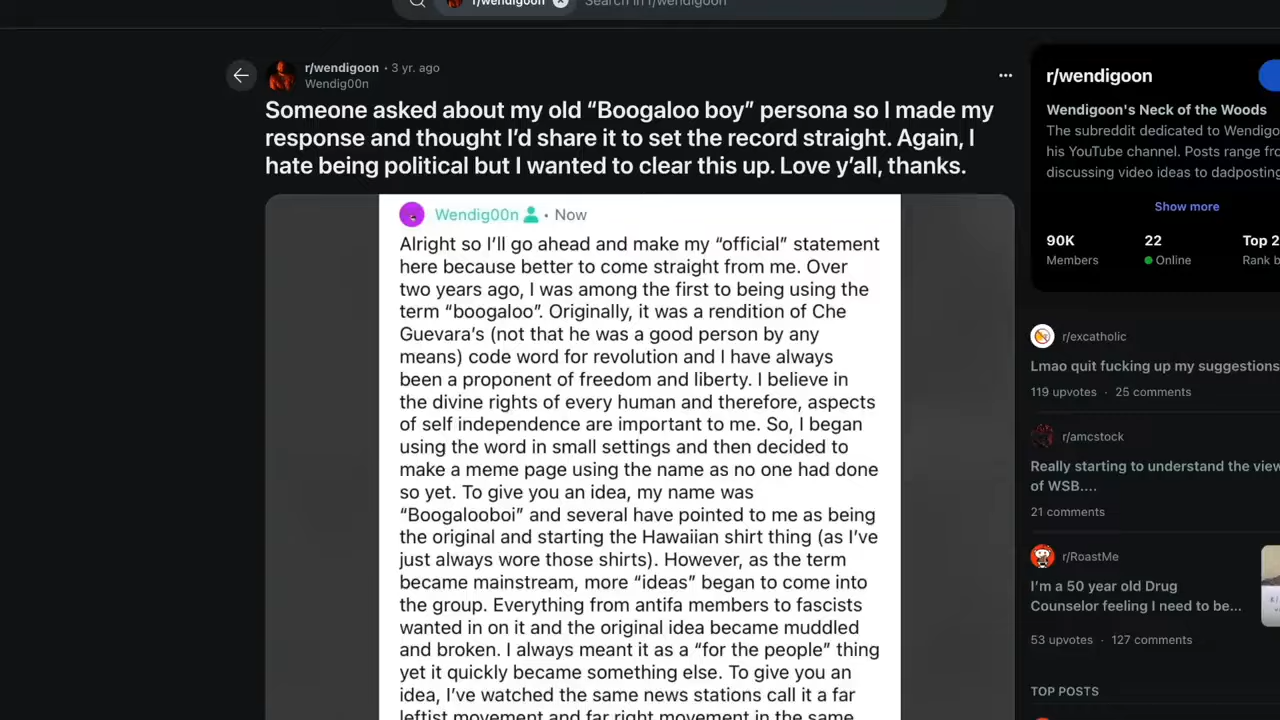 r/wendigoon
Search in r/wendigoon
r/wendigoon • 3 yr. ago
Wendig00n
Someone asked about my old “Boogaloo boy” persona so I made my
response and thought I’d share it to set the record straight. Again, I
hate being political but I wanted to clear this up. Love y’all, thanks.
Wendig00n • Now
Alright so I’ll go ahead and make my “official” statement
here because better to come straight from me. Over
two years ago, I was among the first to being using the
term “boogaloo”. Originally, it was a rendition of Che
Guevara’s (not that he was a good person by any
means) code word for revolution and I have always
been a proponent of freedom and liberty. I believe in
the divine rights of every human and therefore, aspects
of self independence are important to me. So, I began
using the word in small settings and then decided to
make a meme page using the name as no one had done
so yet. To give you an idea, my name was
“Boogalooboi” and several have pointed to me as being
the original and starting the Hawaiian shirt thing (as I’ve
just always wore those shirts). However, as the term
became mainstream, more “ideas” began to come into
the group. Everything from antifa members to fascists
wanted in on it and the original idea became muddled
and broken. I always meant it as a “for the people” thing
yet it quickly became something else. To give you an
idea, I’ve watched the same news stations call it a far
leftist movement and far right movement in the same
r/wendigoon
Wendigoon's Neck of the Woods
The subreddit dedicated to Wendigo
his YouTube channel. Posts range fro
discussing video ideas to dadposting
Show more
90K
Members
22
Online
Top 2
Rank b
r/excatholic
Lmao quit fucking up my suggestions
119 upvotes · 25 comments
r/amcstock
Really starting to understand the view
of WSB....
21 comments
r/RoastMe
I’m a 50 year old Drug
Counselor feeling I need to be...
53 upvotes · 127 comments
TOP POSTS